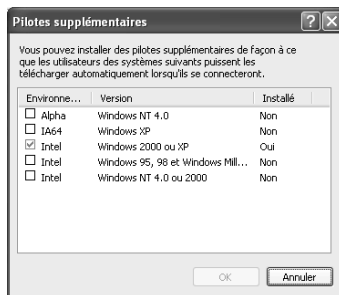 Pilotes supplémentaires
Vous pouvez installer des pilotes supplémentaires de façon à ce
que les utilisateurs des systèmes suivants puissent les
télécharger automatiquement lorsqu'ils se connecteront.
Environne... Version Installé
Alpha Windows NT 4.0 Non
IA64 Windows XP Non
Intel Windows 2000 ou XP Oui
Intel Windows 95, 98 et Windows Mill... Non
Intel Windows NT 4.0 ou 2000 Non
OK Annuler